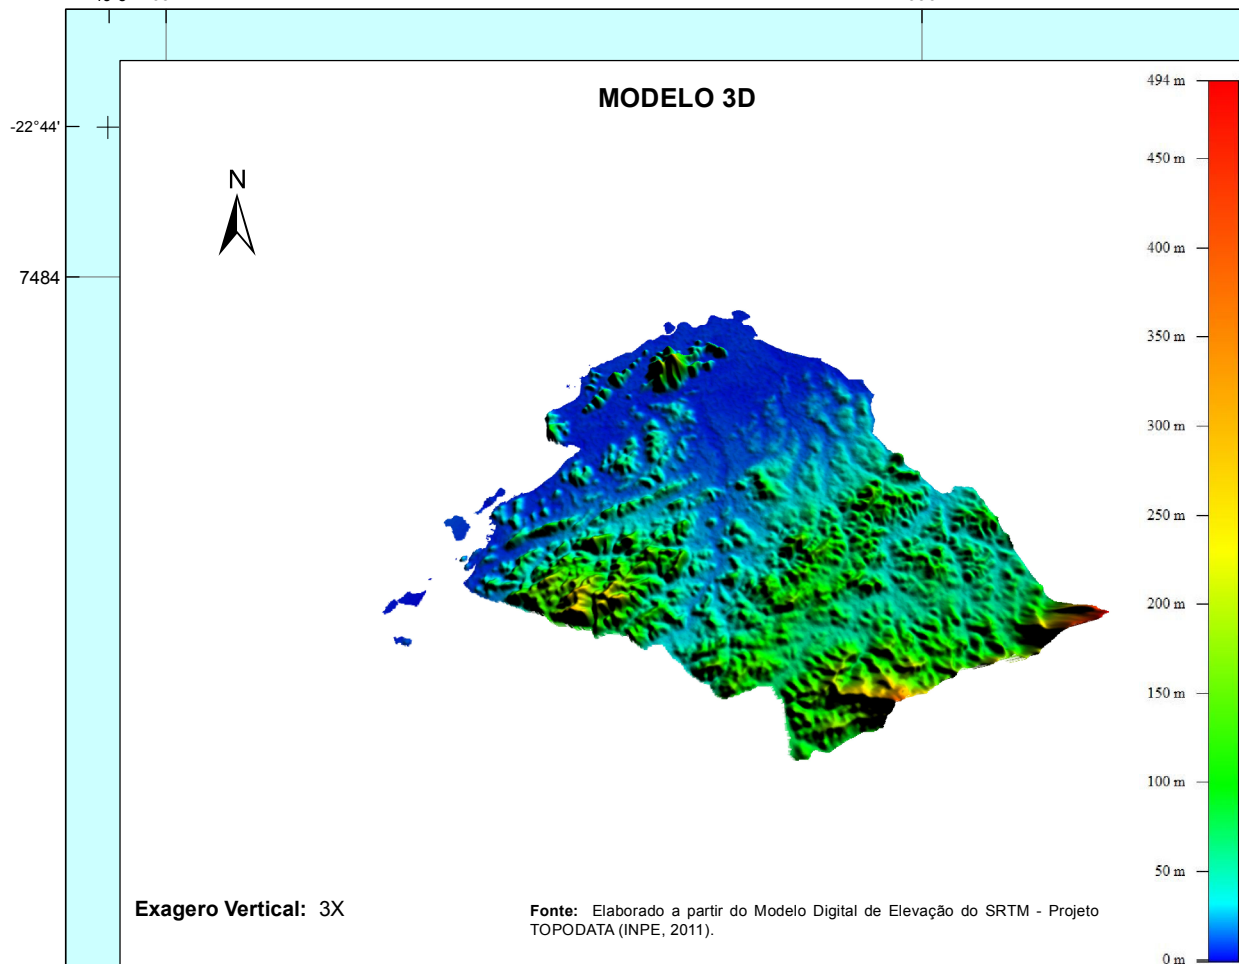 MODELO 3D
494 m
-22°44'
450 m
N
400 m
7484
350 m
300 m
250 m
200 m
150 m
100 m
50 m
Exagero Vertical: 3X
Fonte: Elaborado a partir do Modelo Digital de Elevação do SRTM - Projeto
TOPODATA (INPE, 2011).
0 m